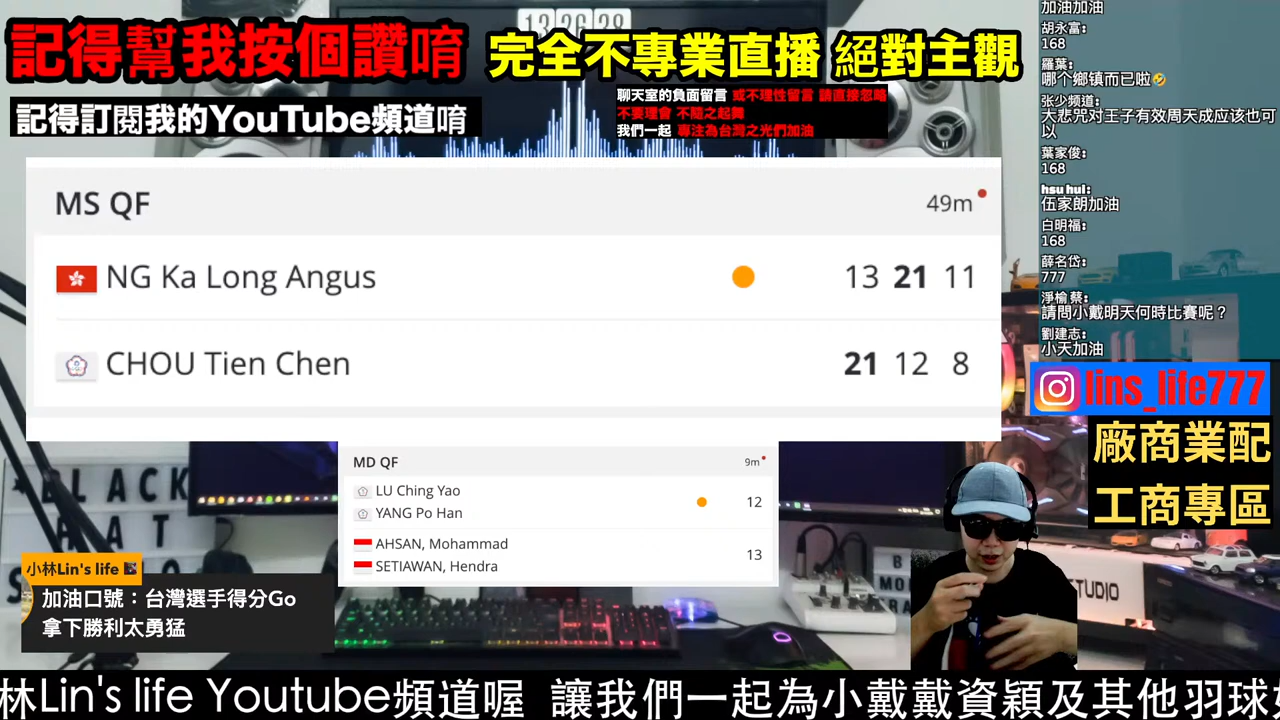 13 26 28
記得幫我按個讚唷
完全不專業直播 絕對主觀
記得訂閱我的YouTube頻道唷
聊天室的負面留言 或不理性留言 請直接忽略
不要理會 不隨之起舞
我們一起 專注為台灣之光們加油
MS QF
49m
NG Ka Long Angus
13 21 11
CHOU Tien Chen
21 12 8
MD QF
9m
LU Ching Yao
YANG Po Han
12
AHSAN, Mohammad
SETIAWAN, Hendra
13
加油加油
胡永富:
168
羅葉:
哪个鄉镇而已啦🤣
张少频道:
大悲咒对王子有效周天成应该也可
以
葉家俊:
168
hsu hui:
伍家朗加油
白明福:
168
薛名岱:
777
淨榆 蔡:
請問小戴明天何時比賽呢？
劉建志:
小天加油
lins_life777
廠商業配
工商專區
BLACK
HAT
STUDIO
小林Lin's life
加油口號：台灣選手得分Go
拿下勝利太勇猛
林Lin's life Youtube頻道喔 讓我們一起為小戴戴資穎及其他羽球